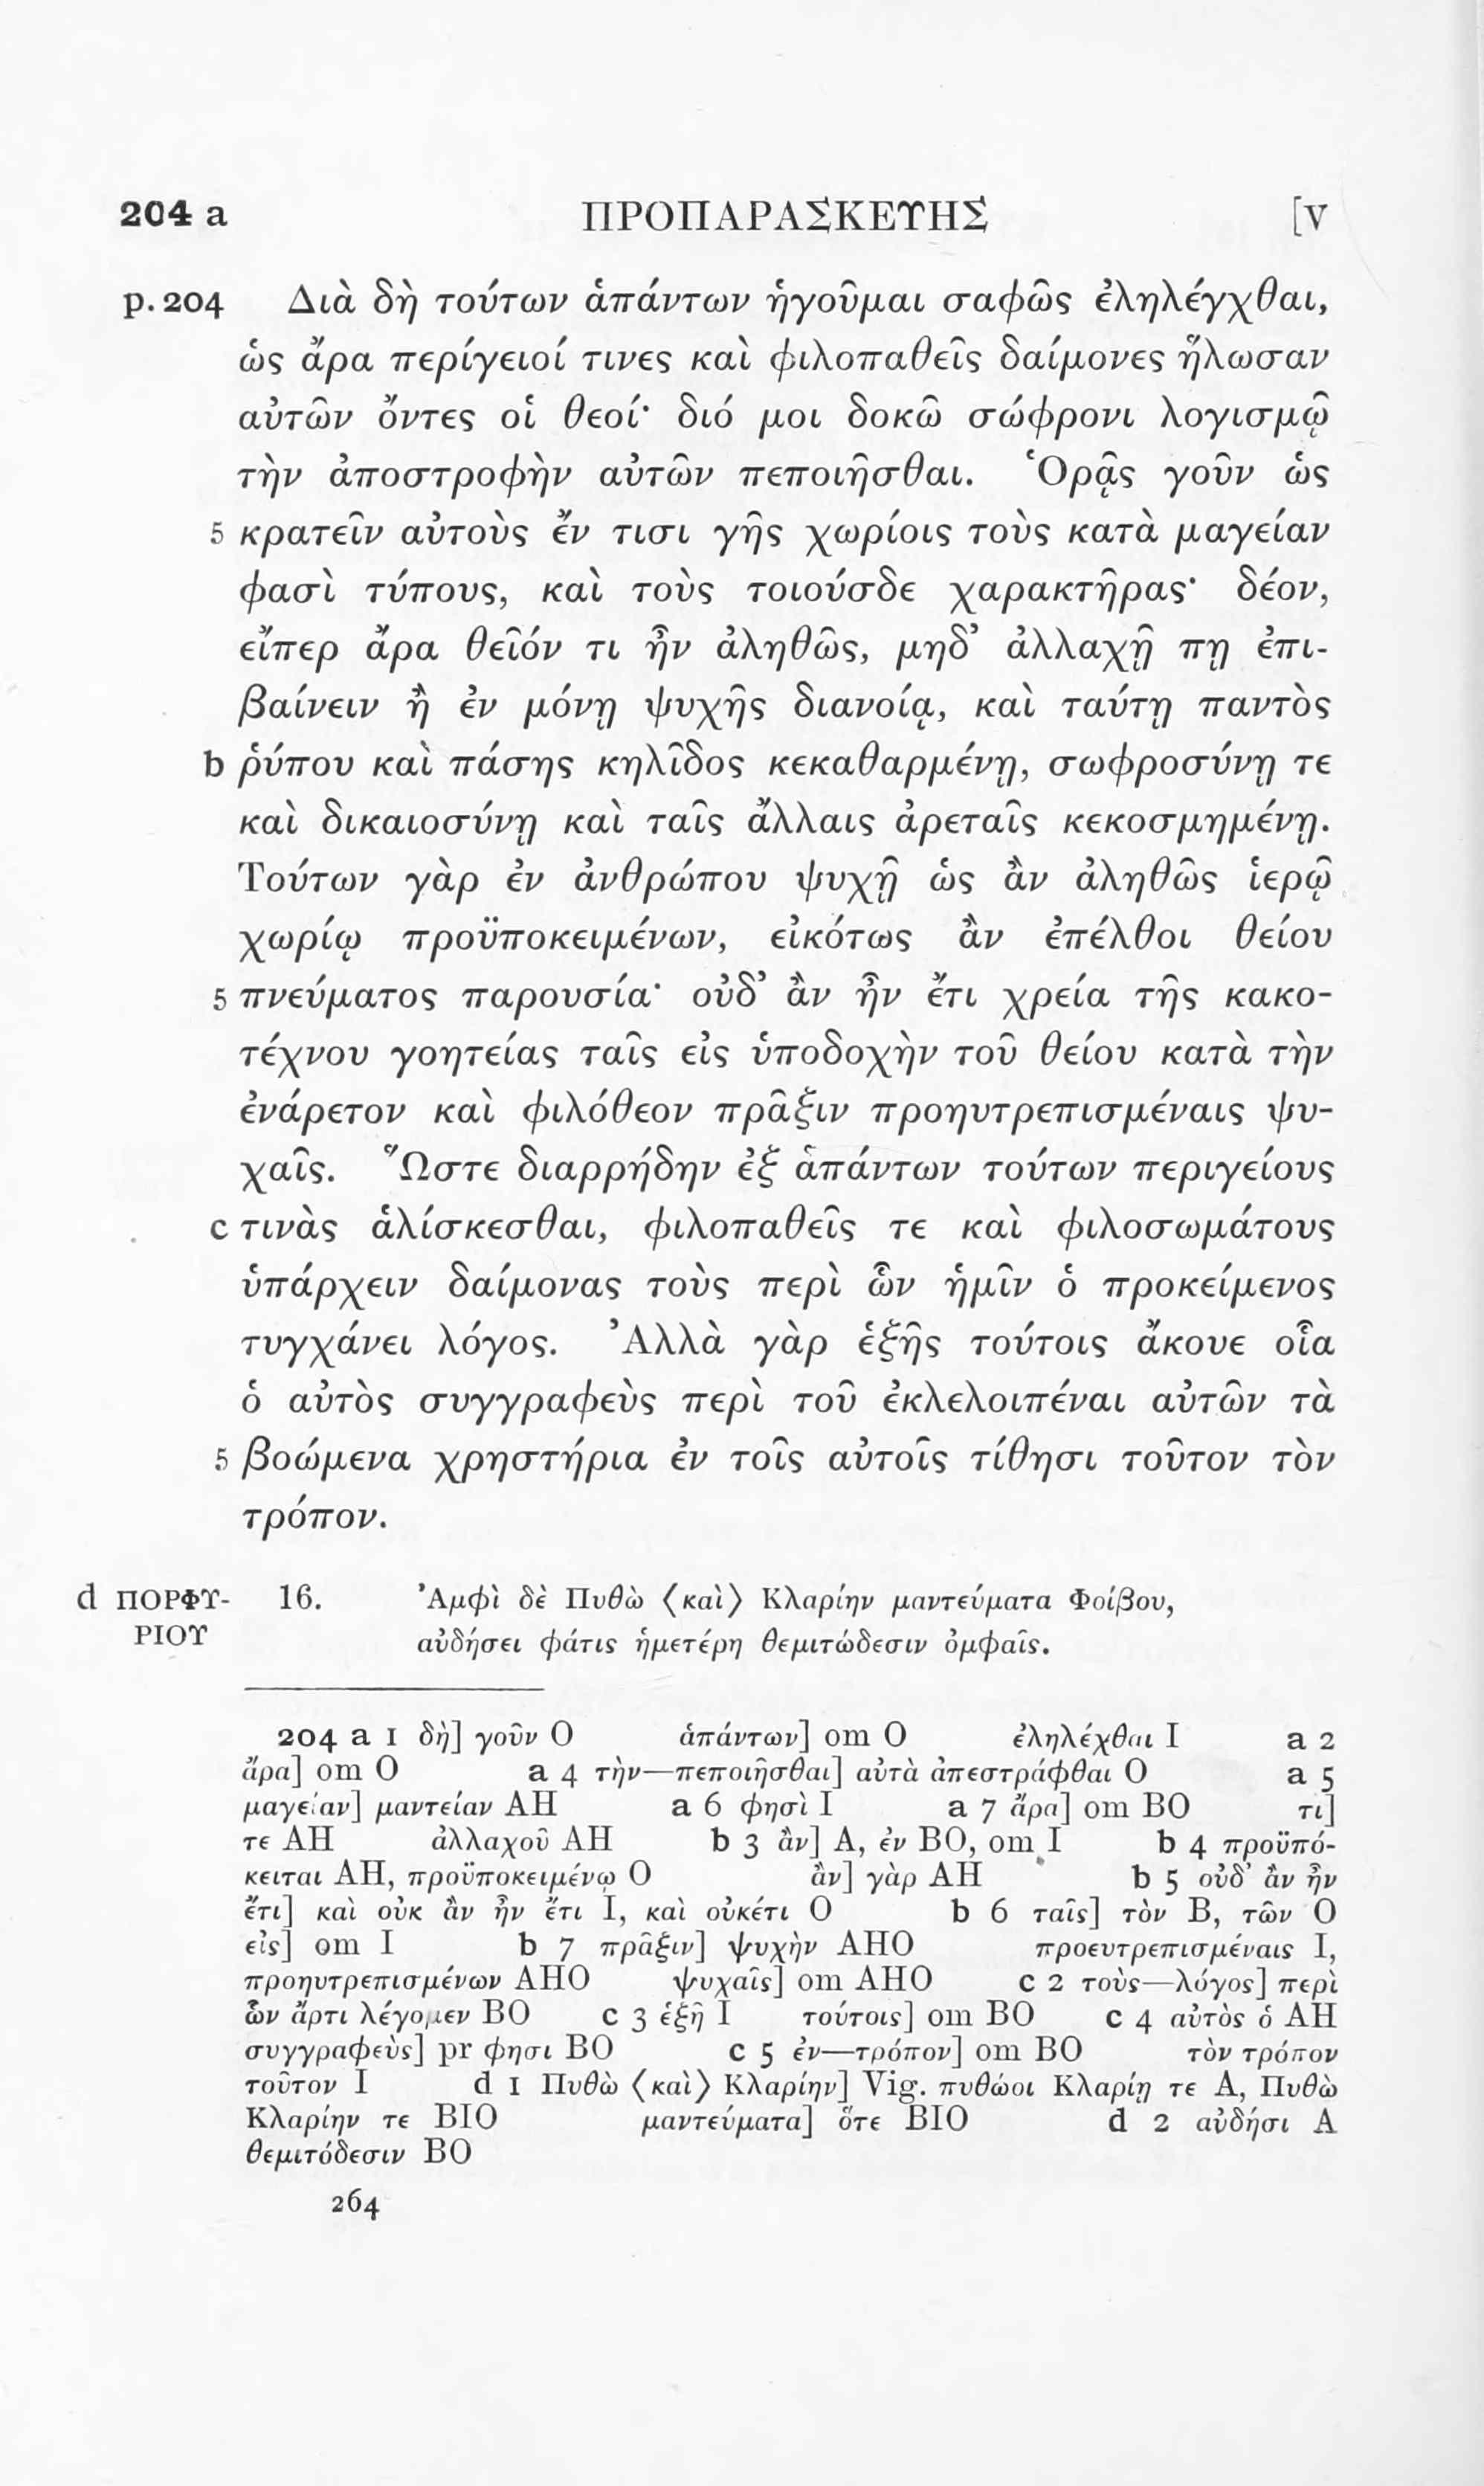 204 a ΠΡΟΠΑΡΑΣΚΕΥΗΣ [V
p. 204 Διὰ δὴ τούτων ἁπάντων ἡγοῦμαι σαφῶς ἐληλέγχθαι,
ὡς ἄρα περίγειοί τινες καὶ φιλοπαθεῖς δαίμονες ἥλωσαν
αὐτῶν ὄντες οἱ θεοί· διό μοι δοκῶ σώφρονι λογισμῷ
τὴν ἀποστροφὴν αὐτῶν πεποιῆσθαι. Ὁρᾷς γοῦν ὡς
5 κρατεῖν αὐτοὺς ἔν τισι γῆς χωρίοις τοὺς κατὰ μαγείαν
φασὶ τύπους, καὶ τοὺς τοιούσδε χαρακτῆρας· δέον,
εἴπερ ἄρα θεῖόν τι ἦν ἀληθῶς, μηδ’ ἀλλαχῇ πῃ ἐπι-
βαίνειν ἢ ἐν μόνῃ ψυχῆς διανοίᾳ, καὶ ταύτῃ παντὸς
b ῥύπου καὶ πάσης κηλῖδος κεκαθαρμένῃ, σωφροσύνῃ τε
καὶ δικαιοσύνῃ καὶ ταῖς ἄλλαις ἀρεταῖς κεκοσμημένῃ.
Τούτων γὰρ ἐν ἀνθρώπου ψυχῇ ὡς ἂν ἀληθῶς ἱερῷ
χωρίῳ προϋποκειμένων, εἰκότως ἂν ἐπέλθοι θείου
5 πνεύματος παρουσία· οὐδ’ ἂν ἦν ἔτι χρεία τῆς κακο-
τέχνου γοητείας ταῖς εἰς ὑποδοχὴν τοῦ θείου κατὰ τὴν
ἐνάρετον καὶ φιλόθεον πρᾶξιν προηυτρεπισμέναις ψυ-
χαῖς. Ὥστε διαρρήδην ἐξ ἁπάντων τούτων περιγείους
c τινὰς ἁλίσκεσθαι, φιλοπαθεῖς τε καὶ φιλοσωμάτους
ὑπάρχειν δαίμονας τοὺς περὶ ὧν ἡμῖν ὁ προκείμενος
τυγχάνει λόγος. Ἀλλὰ γὰρ ἑξῆς τούτοις ἄκουε οἷα
ὁ αὐτὸς συγγραφεὺς περὶ τοῦ ἐκλελοιπέναι αὐτῶν τὰ
5 βοώμενα χρηστήρια ἐν τοῖς αὐτοῖς τίθησι τοῦτον τὸν
τρόπον.
d ΠΟΡΦΥ- 16. Ἀμφὶ δὲ Πυθὼ ⟨καὶ⟩ Κλαρίην μαντεύματα Φοίβου,
ΡΙΟΥ αὐδήσει φάτις ἡμετέρη θεμιτώδεσιν ὀμφαῖς.
204 a 1 δὴ] γοῦν O ἁπάντων] om O ἐληλέχθαι I a 2
ἄρα] om O a 4 τὴν—πεποιῆσθαι] αὐτὰ ἀπεστράφθαι O a 5
μαγείαν] μαντείαν AH a 6 φησὶ I a 7 ἄρα] om BO τι]
τε AH ἀλλαχοῦ AH b 3 ἂν] A, ἐν BO, om I b 4 προϋπό-
κειται AH, προϋποκειμένῳ O ἂν] γὰρ AH b 5 οὐδ’ ἂν ἦν
ἔτι] καὶ οὐκ ἂν ἦν ἔτι I, καὶ οὐκέτι O b 6 ταῖς] τὸν B, τῶν O
εἰς] om I b 7 πρᾶξιν] ψυχὴν AHO προευτρεπισμέναις I,
προηυτρεπισμένων AHO ψυχαῖς] om AHO c 2 τοὺς—λόγος] περὶ
ὧν ἄρτι λέγομεν BO c 3 ἑξῆ I τούτοις] om BO c 4 αὐτὸς ὁ AH
συγγραφεὺς] pr φησι BO c 5 ἐν—τρόπον] om BO τὸν τρόπον
τοῦτον I d 1 Πυθὼ ⟨καὶ⟩ Κλαρίην] Vig. πυθώοι Κλαρίῃ τε A, Πυθὼ
Κλαρίην τε BIO μαντεύματα] ὅτε BIO d 2 αὐδήσι A
θεμιτόδεσιν BO
264